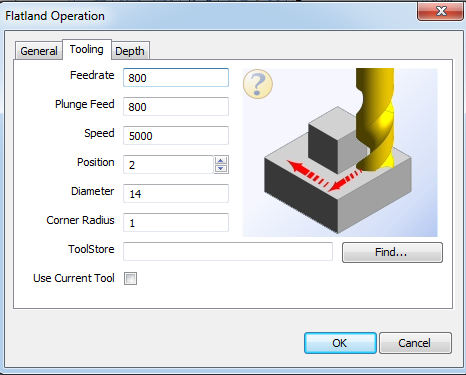 Flatland Operation
General Tooling Depth
Feedrate 800
Plunge Feed 800
Speed 5000
Position 2
Diameter 14
Corner Radius 1
ToolStore Find...
Use Current Tool
OK Cancel